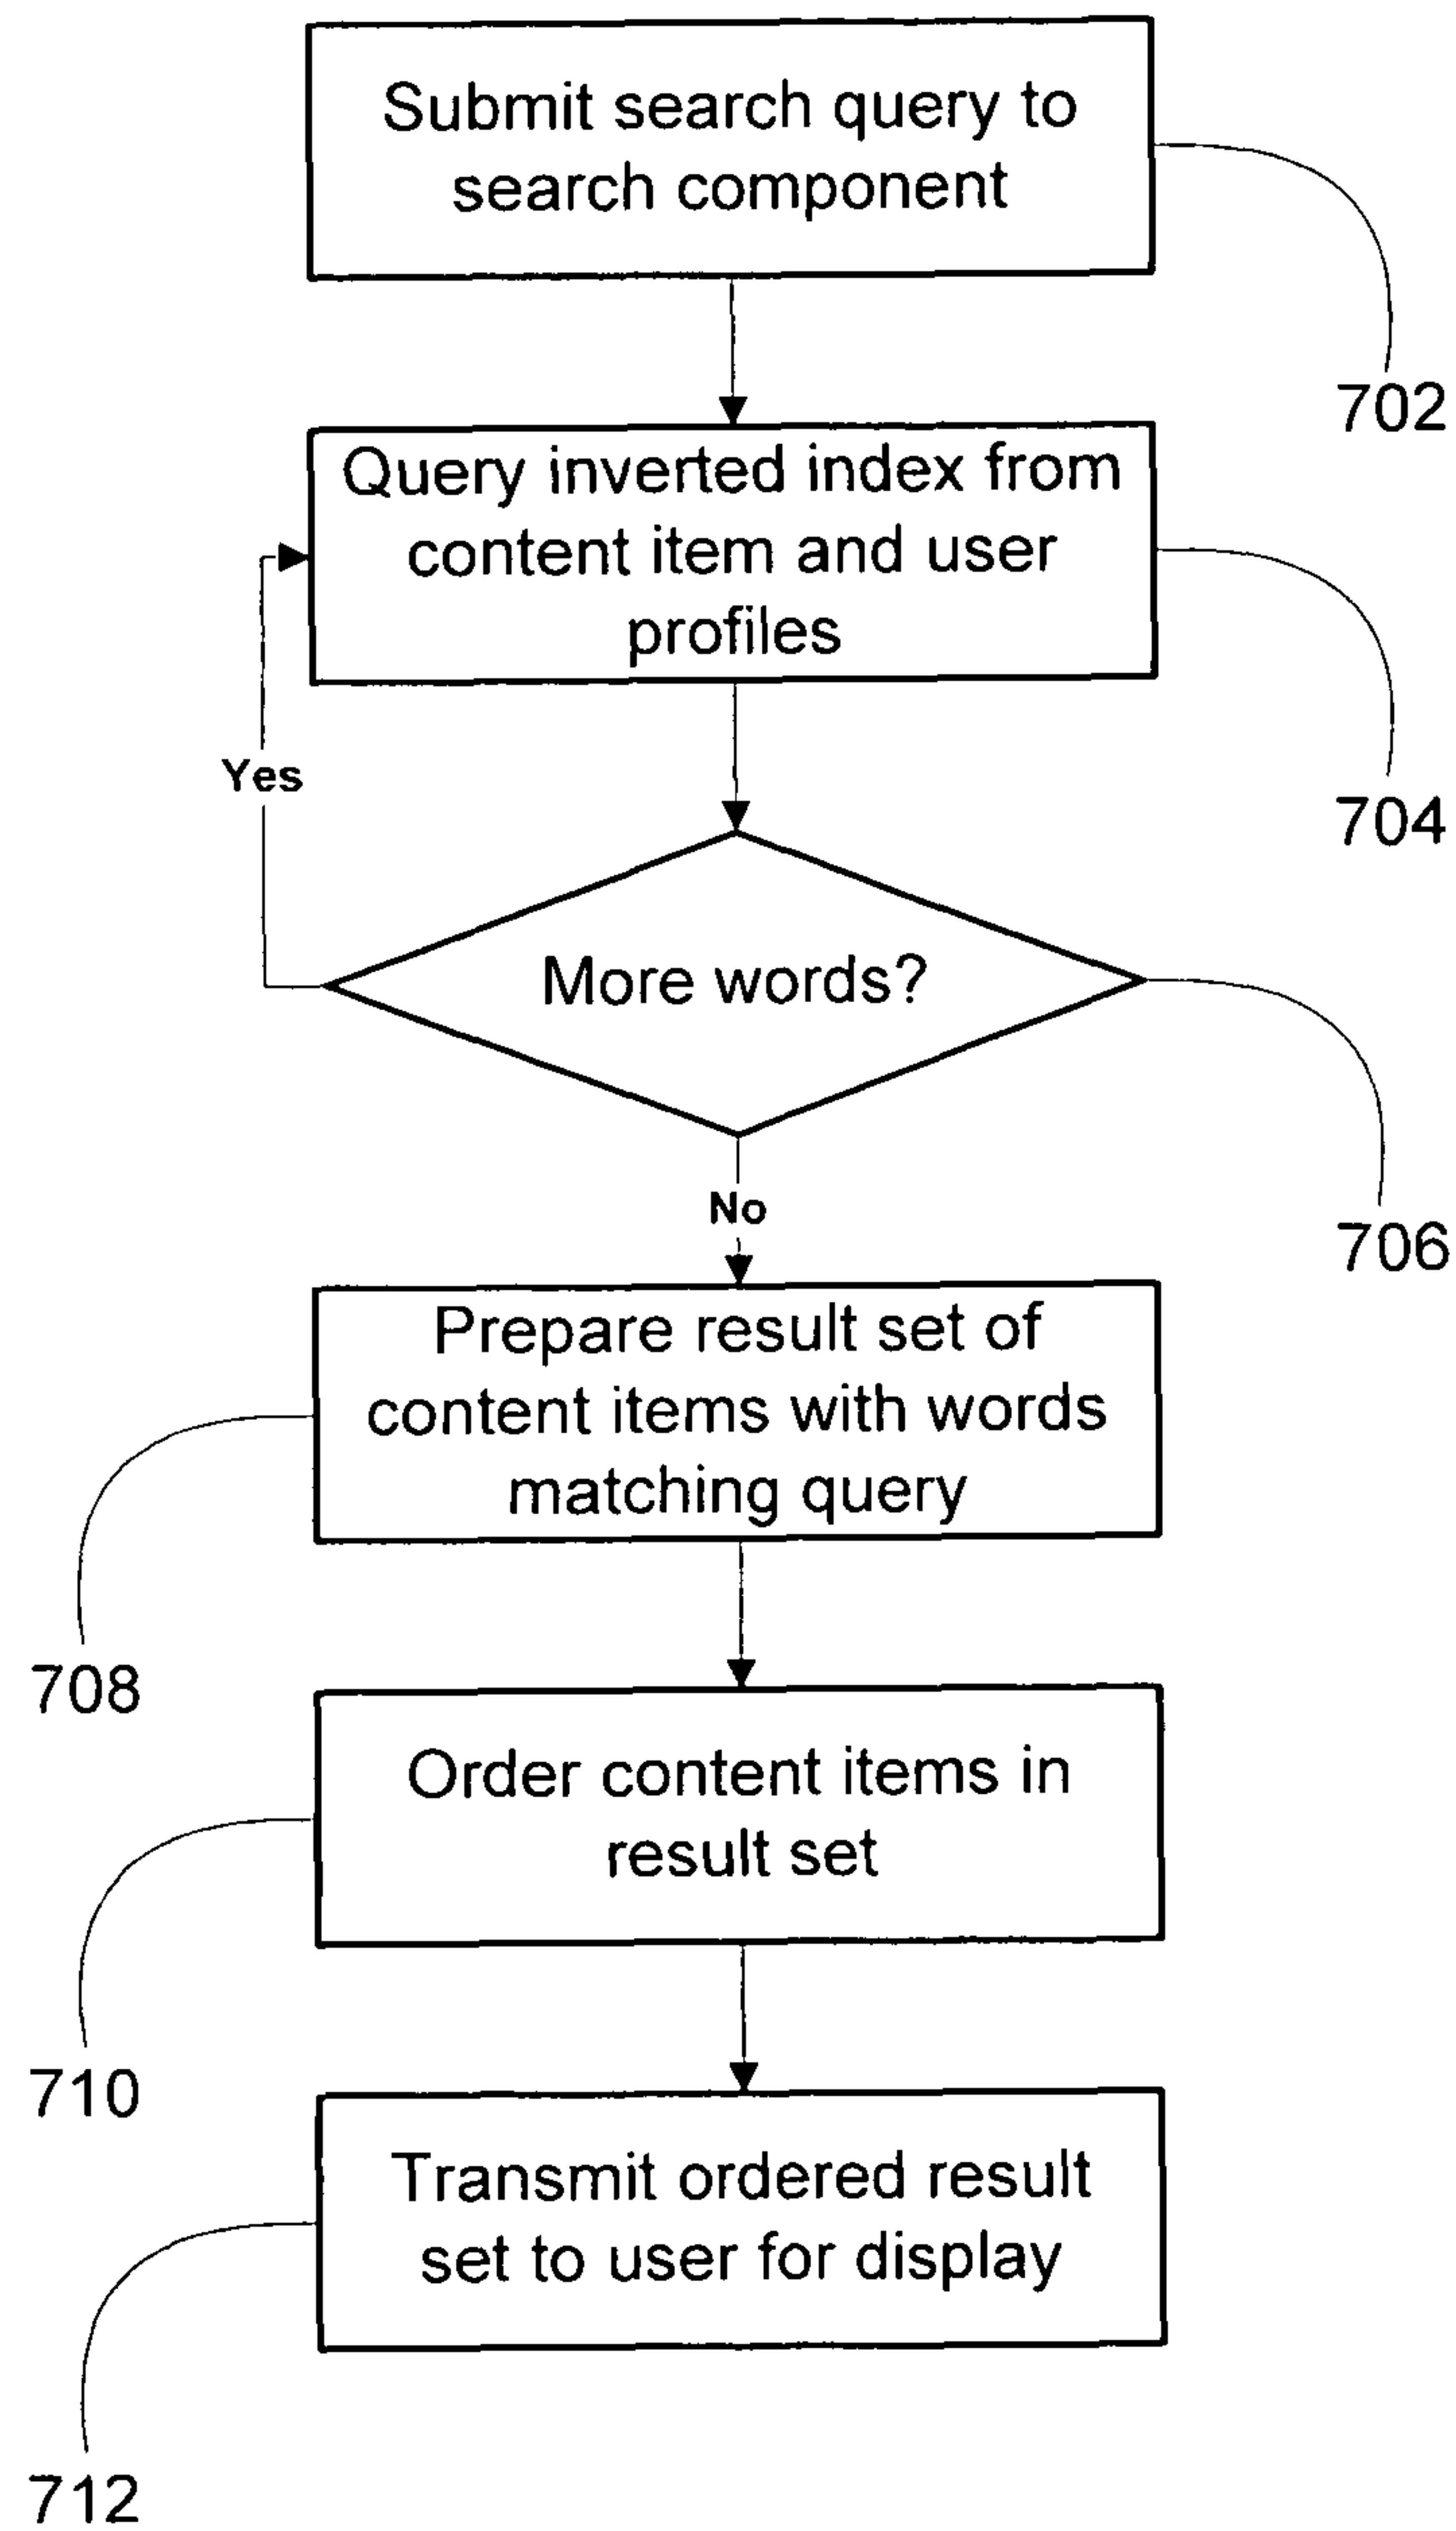 Submit search query to
search component
702
Query inverted index from
content item and user
profiles
704
Yes
More words?
706
No
Prepare result set of
content items with words
matching query
708
Order content items in
result set
710
Transmit ordered result
set to user for display
712